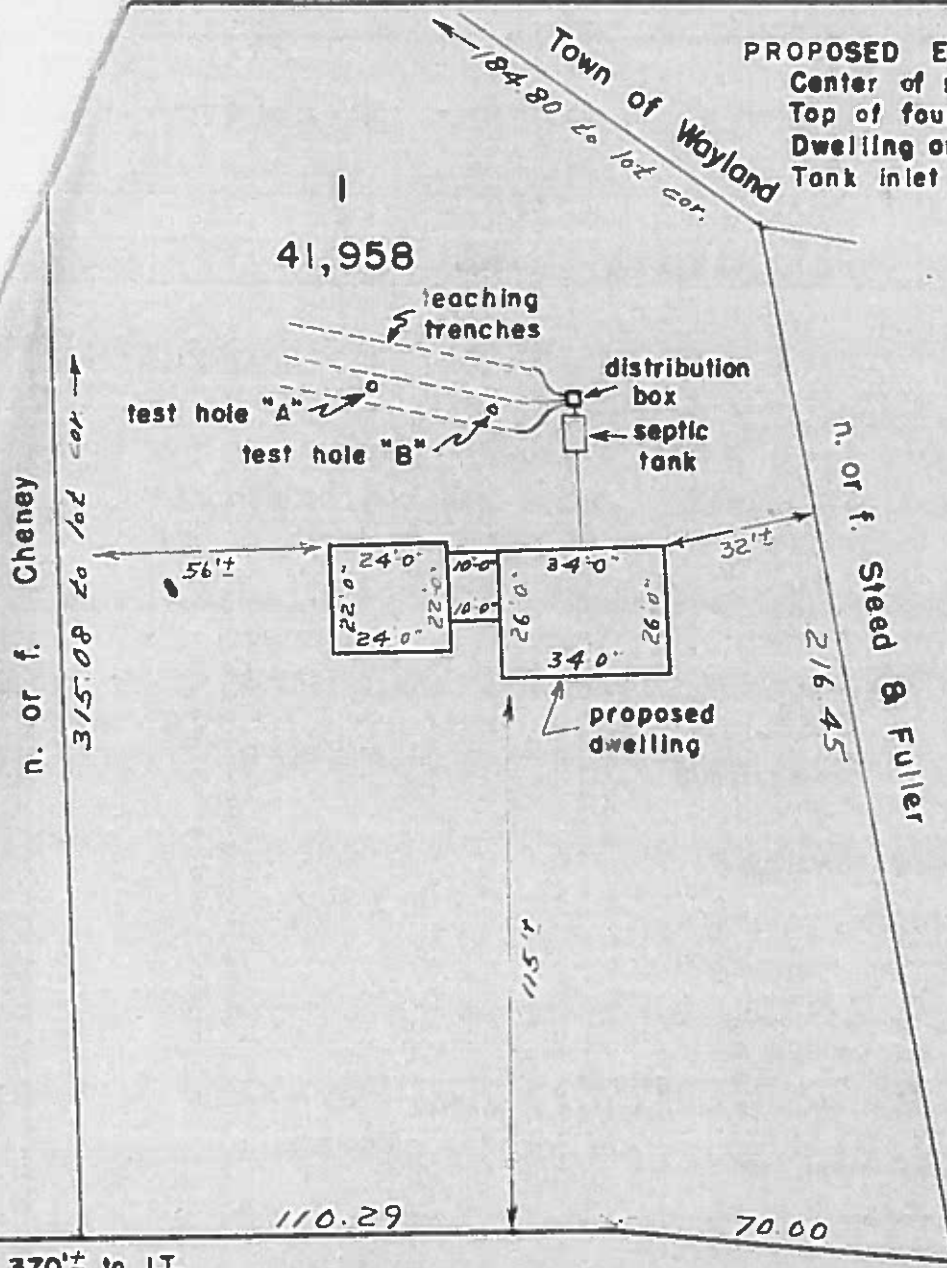 Town of Wayland
184.80 to lot cor.
PROPOSED
Center of
Top of
Dwelling
Tank inlet
1
41,958
leaching
trenches
distribution
box
test hole "A"
test hole "B"
septic
tank
n. or f. Cheney
315.08 to lot cor
n. or f. Steed & Fuller
216.45
56'±
32'±
24'-0"
10'-0"
34'-0"
22'-0"
22'-0"
26'-0"
26'-0"
10'-0"
24'-0"
34'-0"
proposed
dwelling
115'±
110.29
70.00
370'± to